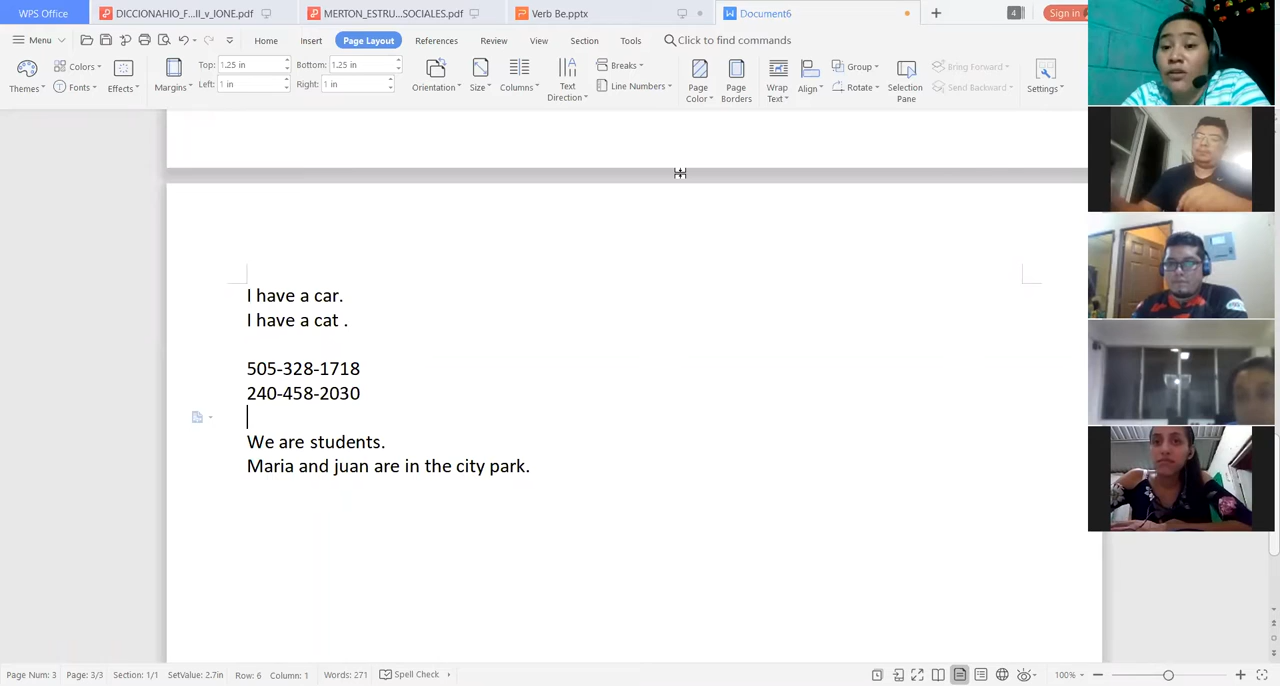 WPS Office
DICCIONAHIO_F...II_v_IONE.pdf
MERTON_ESTRU...SOCIALES.pdf
Verb Be.pptx
Document6
4
Sign in
Menu
Home
Insert
Page Layout
References
Review
View
Section
Tools
Click to find commands
Themes
Colors
Fonts
Effects
Margins
Top: 1.25 in
Bottom: 1.25 in
Left: 1 in
Right: 1 in
Orientation
Size
Columns
Text Direction
Breaks
Line Numbers
Page Color
Page Borders
Wrap Text
Align
Group
Rotate
Selection Pane
Bring Forward
Send Backward
Settings
I have a car.
I have a cat .
505-328-1718
240-458-2030
We are students.
Maria and juan are in the city park.
Page Num: 3
Page: 3/3
Section: 1/1
SetValue: 2.7in
Row: 6
Column: 1
Words: 271
Spell Check
100%